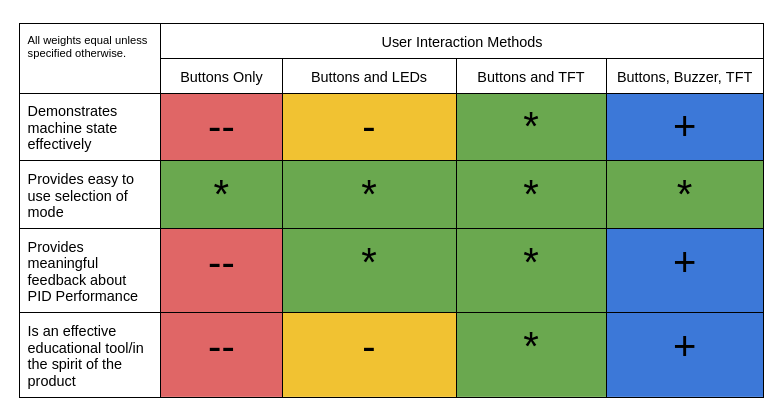 All weights equal unless
specified otherwise.
User Interaction Methods
Buttons Only
Buttons and LEDs
Buttons and TFT
Buttons, Buzzer, TFT
Demonstrates
machine state
effectively
--
-
*
+
Provides easy to
use selection of
mode
*
*
*
*
Provides
meaningful
feedback about
PID Performance
--
*
*
+
Is an effective
educational tool/in
the spirit of the
product
--
-
*
+